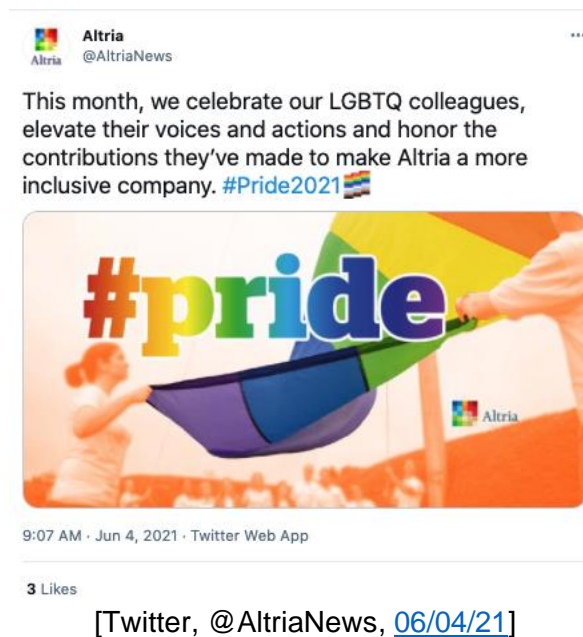 Altria
@AltriaNews
Altria
This month, we celebrate our LGBTQ colleagues,
elevate their voices and actions and honor the
contributions they’ve made to make Altria a more
inclusive company. #Pride2021
#pride
Altria
9:07 AM · Jun 4, 2021 · Twitter Web App
3 Likes
[Twitter, @AltriaNews, 06/04/21]